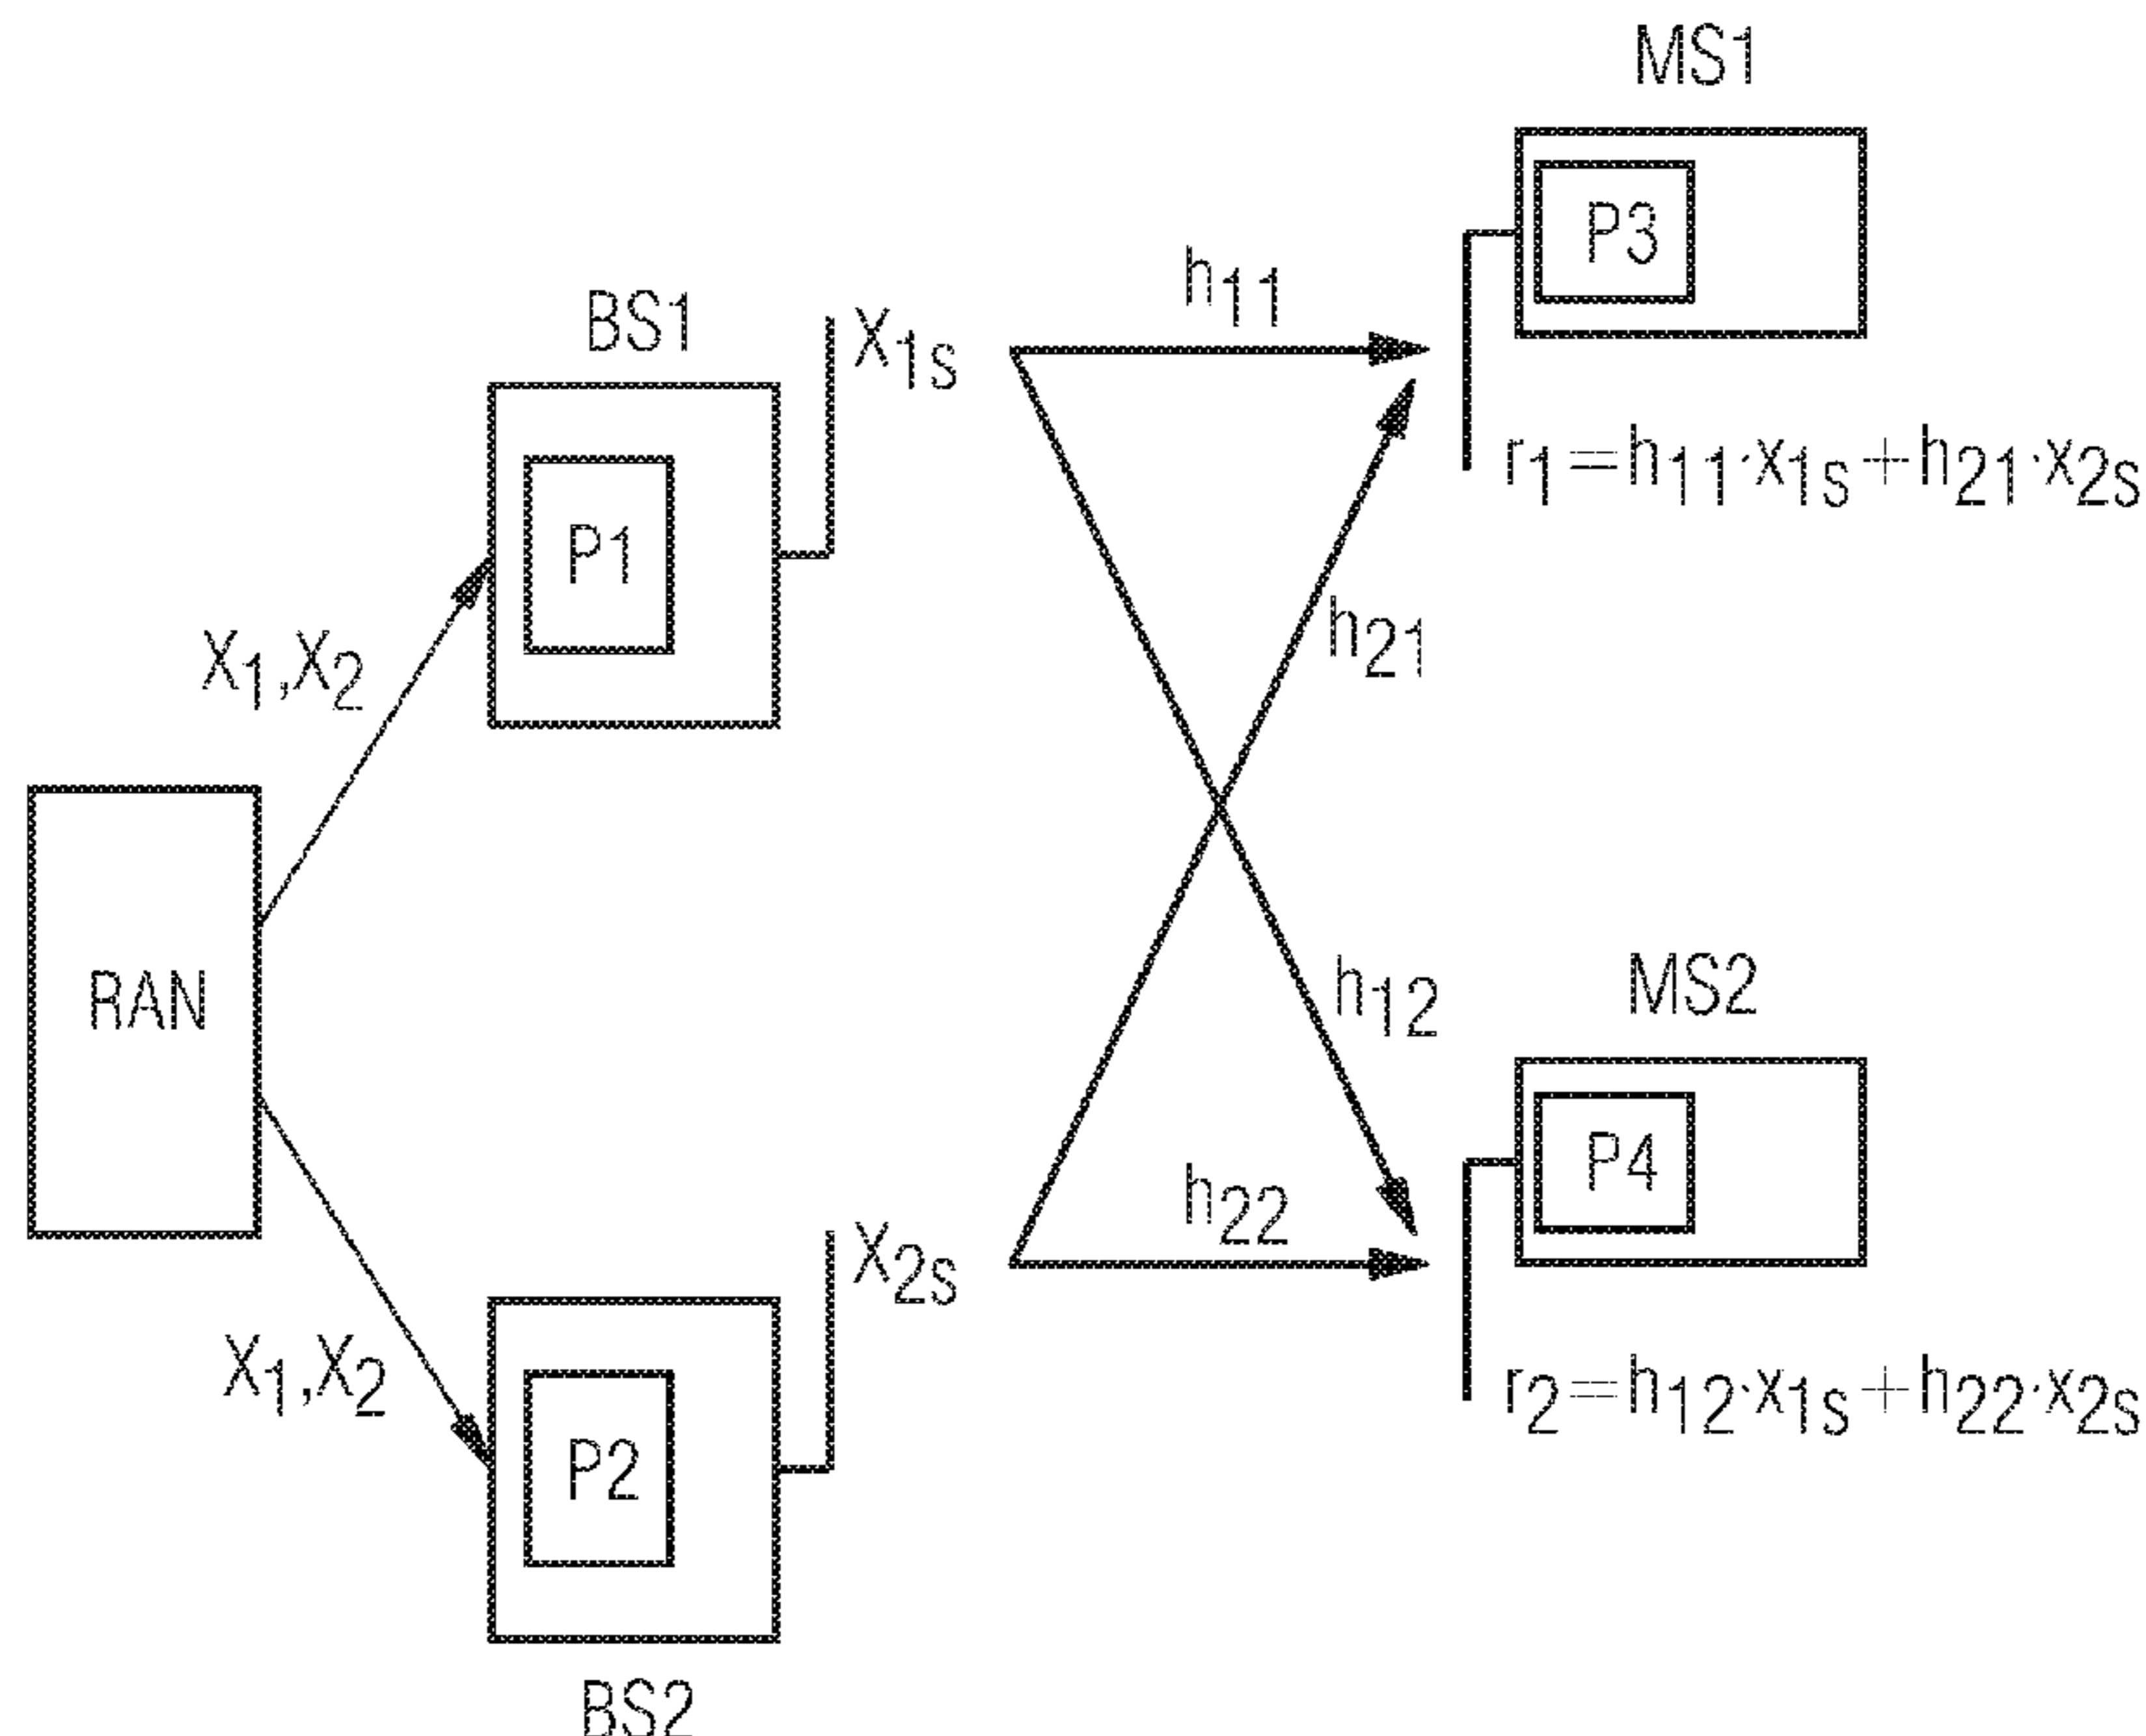 MS1
P3
h11
BS1
X1s
r1=h11·x1s+h21·x2s
P1
h21
X1,X2
RAN
h12
MS2
P4
h22
X2s
X1,X2
r2=h12·x1s+h22·x2s
P2
BS2